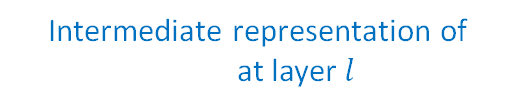 Intermediate representation of
at layer l